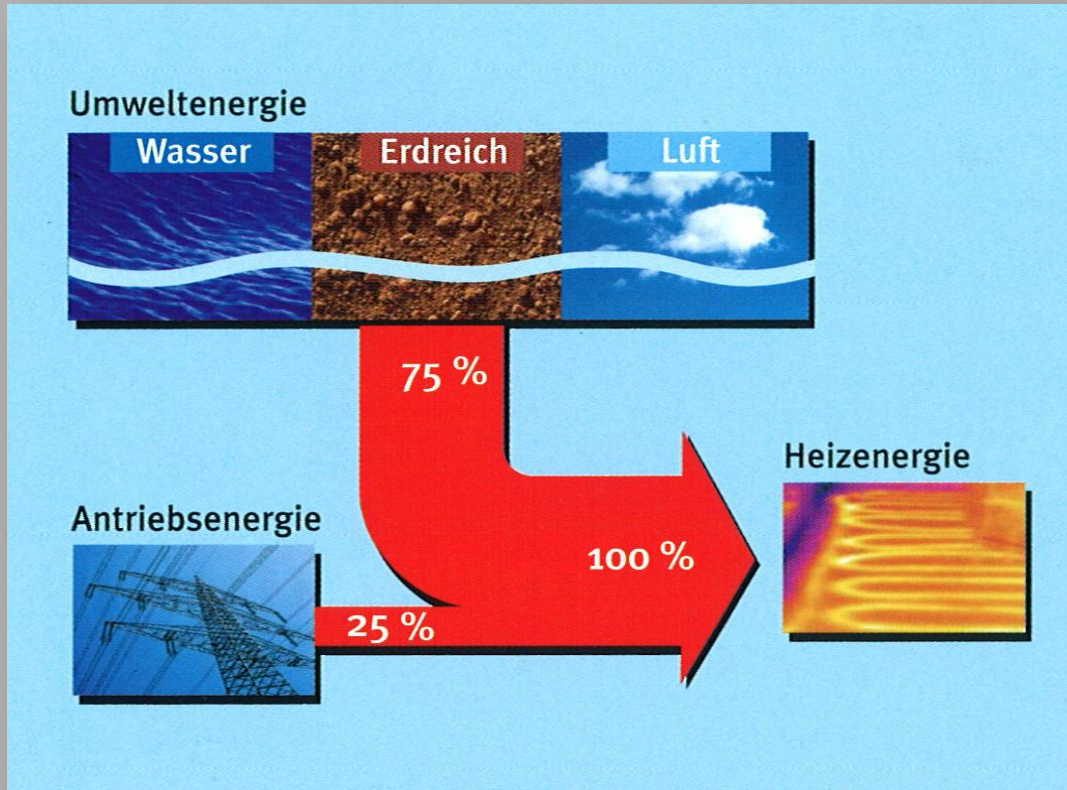 Umweltenergie
Wasser
Erdreich
Luft
75 %
Heizenergie
Antriebsenergie
100 %
25 %